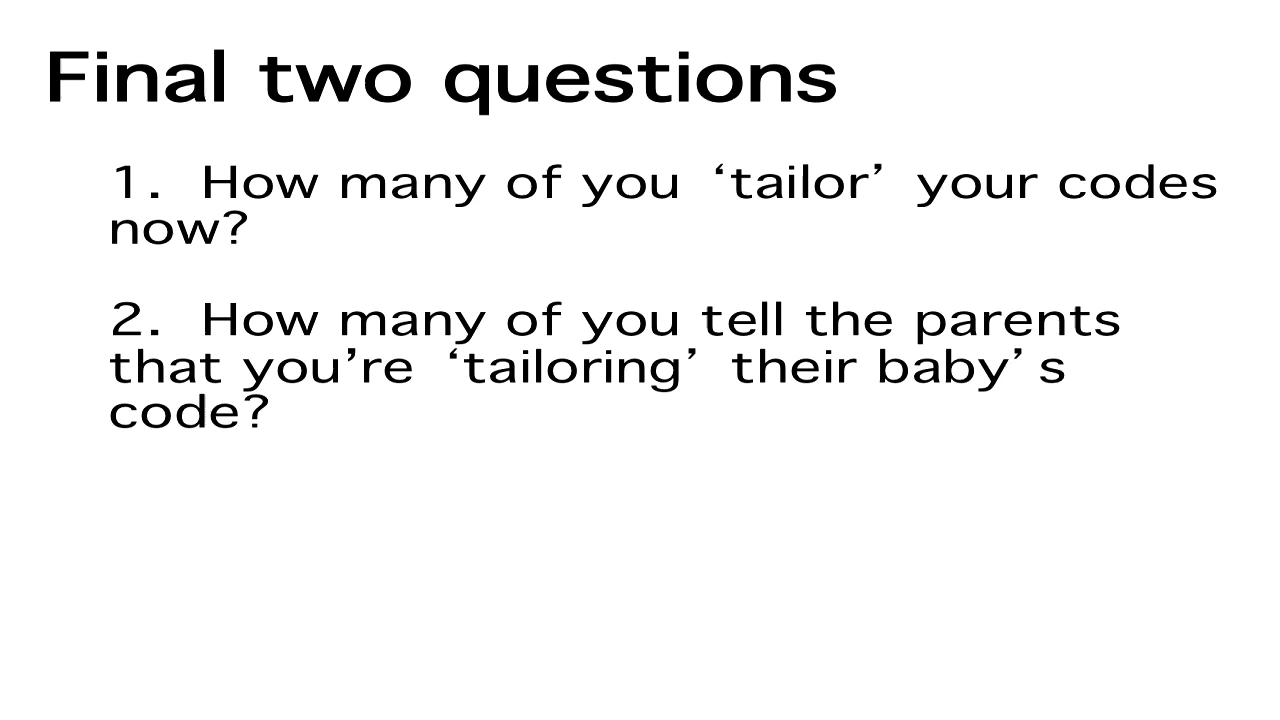 Final two questions
1. How many of you ‘tailor’ your codes
now?
2. How many of you tell the parents
that you’re ‘tailoring’ their baby’ s
code?